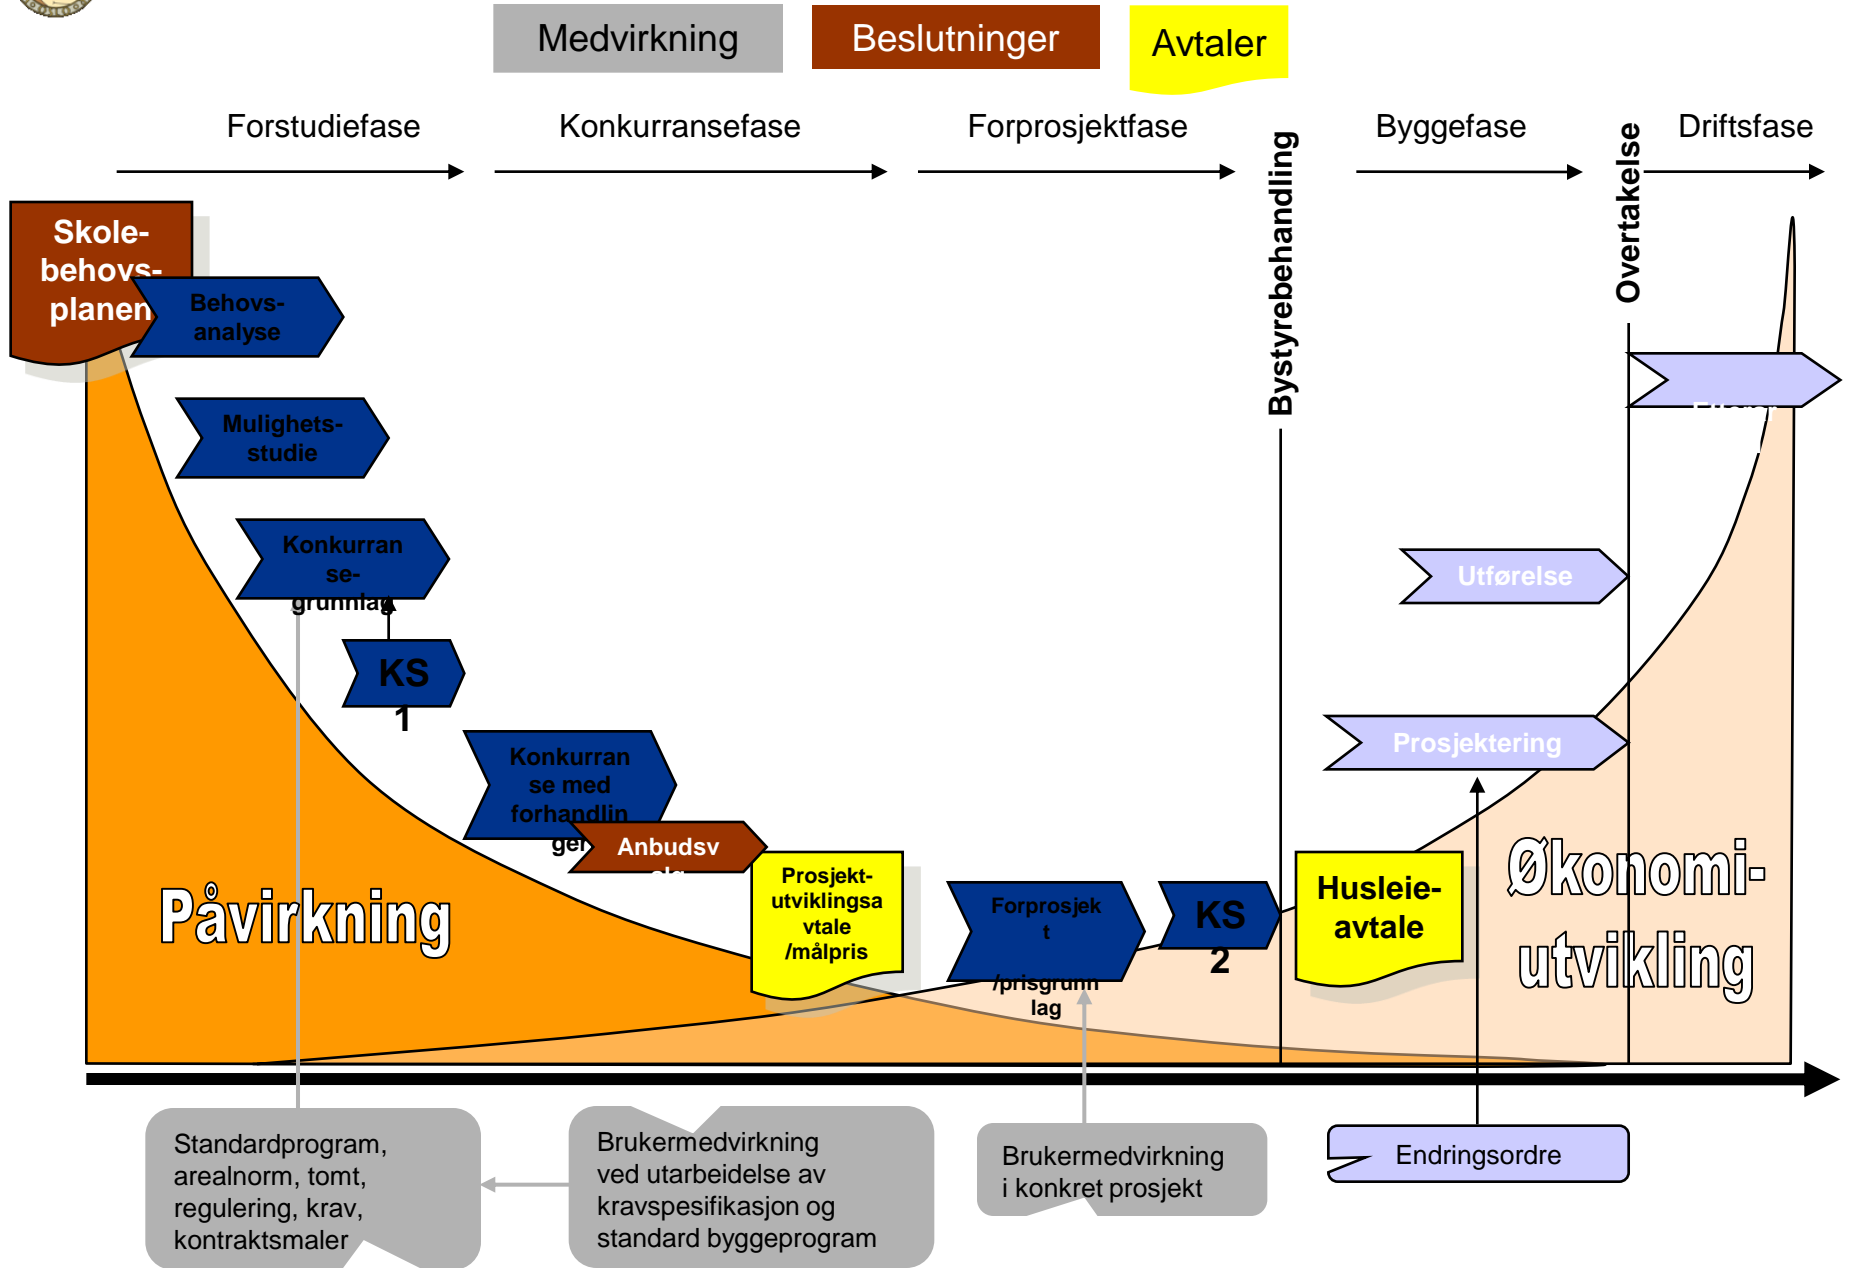 Medvirkning
Beslutninger
Avtaler
Forstudiefase
Konkurransefase
Forprosjektfase
Byggefase
Driftsfase
Bystyrebehandling
Overtakelse
Skole-
behovs-
planen
Behovs-
analyse
Mulighets-
studie
Konkurran
se-
grunnlag
KS
1
Konkurran
se med
forhandlin
ger
Anbudsv
Prosjekt-
utviklingsa
vtale
/målpris
Forprosjek
t
/prisgrunn
lag
KS
2
Husleie-
avtale
Utførelse
Prosjektering
Påvirkning
Økonomi-
utvikling
Standardprogram,
arealnorm, tomt,
regulering, krav,
kontraktsmaler
Brukermedvirkning
ved utarbeidelse av
kravspesifikasjon og
standard byggeprogram
Brukermedvirkning
i konkret prosjekt
Endringsordre